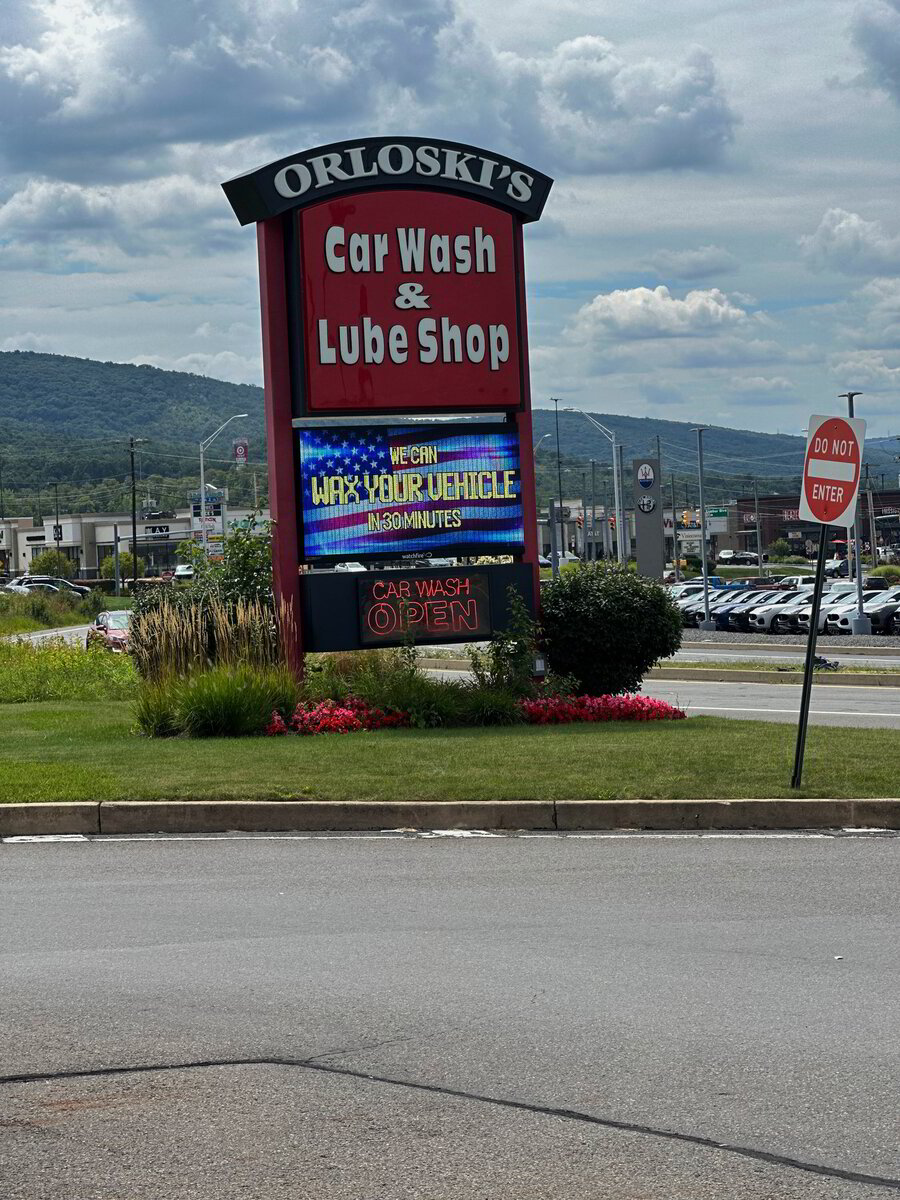 ORLOSKI'S
Car Wash
&
Lube Shop
WE CAN
WAX YOUR VEHICLE
IN 30 MINUTES
watchfire
CAR WASH
OPEN
DO NOT
ENTER